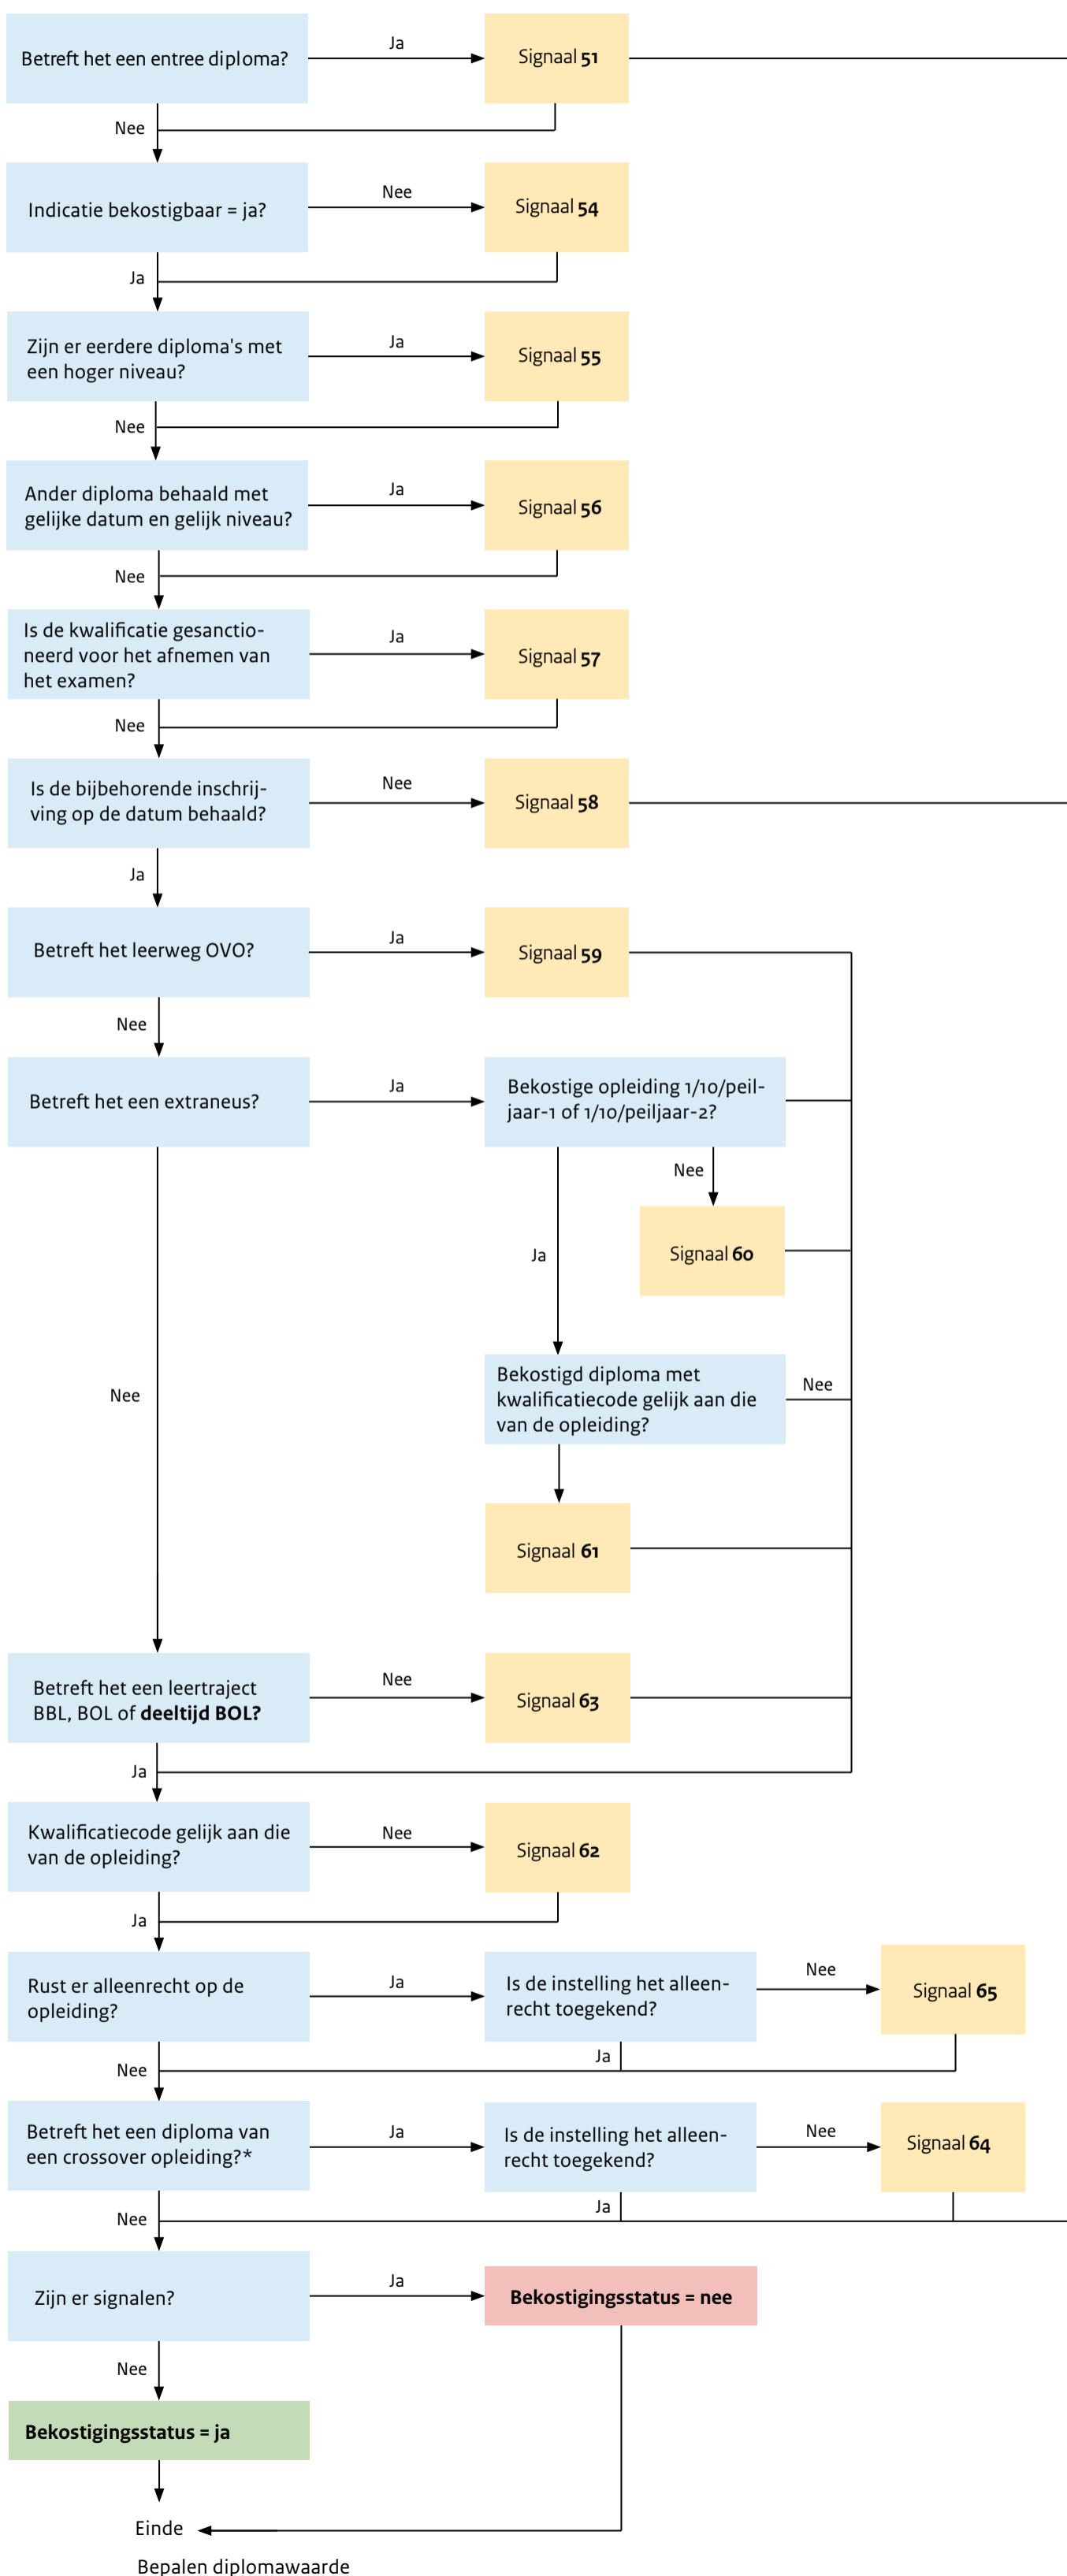 Betreft het een entree diploma?
Ja
Signaal 51
Nee
Indicatie bekostigbaar = ja?
Nee
Signaal 54
Ja
Zijn er eerdere diploma's met
een hoger niveau?
Ja
Signaal 55
Nee
Ander diploma behaald met
gelijke datum en gelijk niveau?
Ja
Signaal 56
Nee
Is de kwalificatie gesanctio-
neerd voor het afnemen van
het examen?
Ja
Signaal 57
Nee
Is de bijbehorende inschrij-
ving op de datum behaald?
Nee
Signaal 58
Ja
Betreft het leerweg OVO?
Ja
Signaal 59
Nee
Betreft het een extraneus?
Ja
Bekostige opleiding 1/10/peil-
jaar-1 of 1/10/peiljaar-2?
Nee
Signaal 60
Ja
Bekostigd diploma met
kwalificatiecode gelijk aan die
van de opleiding?
Nee
Nee
Signaal 61
Betreft het een leertraject
BBL, BOL of deeltijd BOL?
Nee
Signaal 63
Ja
Kwalificatiecode gelijk aan die
van de opleiding?
Nee
Signaal 62
Ja
Rust er alleenrecht op de
opleiding?
Ja
Is de instelling het alleen-
recht toegekend?
Nee
Signaal 65
Ja
Nee
Betreft het een diploma van
een crossover opleiding?*
Ja
Is de instelling het alleen-
recht toegekend?
Nee
Signaal 64
Ja
Nee
Zijn er signalen?
Ja
Bekostigingsstatus = nee
Nee
Bekostigingsstatus = ja
Einde
Bepalen diplomawaarde